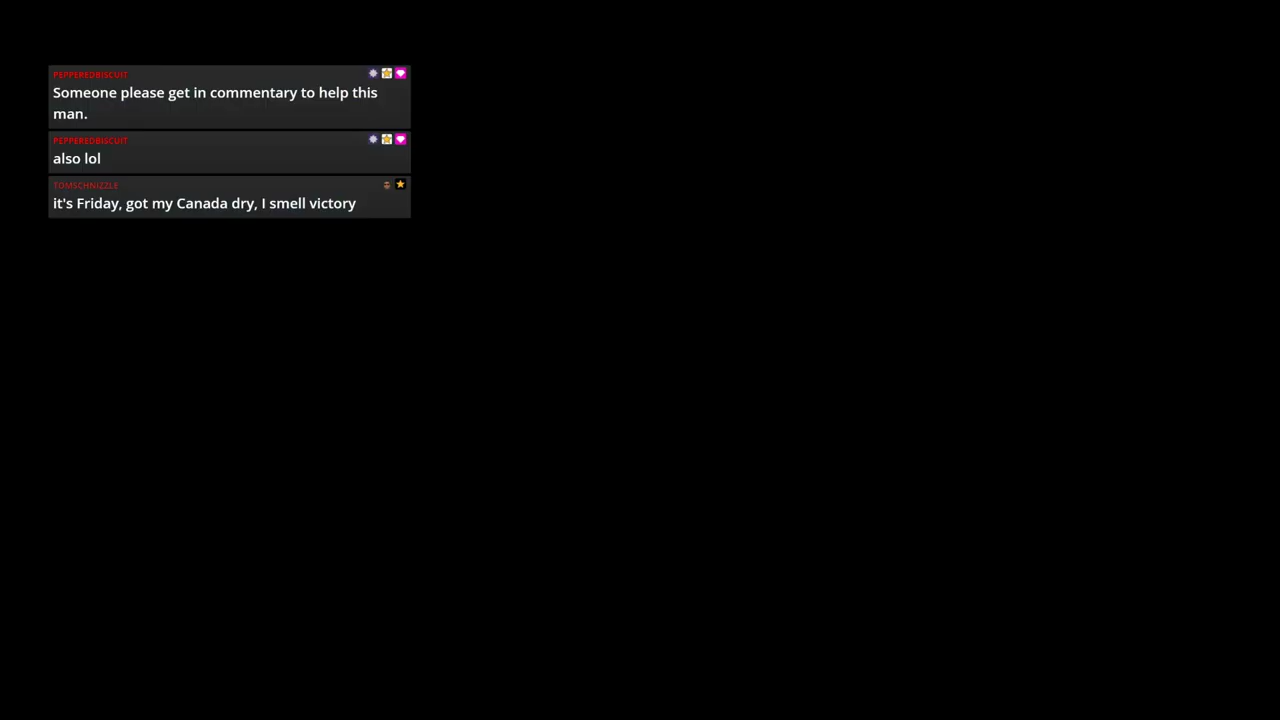 PEPPEREDBISCUIT
Someone please get in commentary to help this
man.
PEPPEREDBISCUIT
also lol
TOMSCHNIZZLE
it's Friday, got my Canada dry, I smell victory